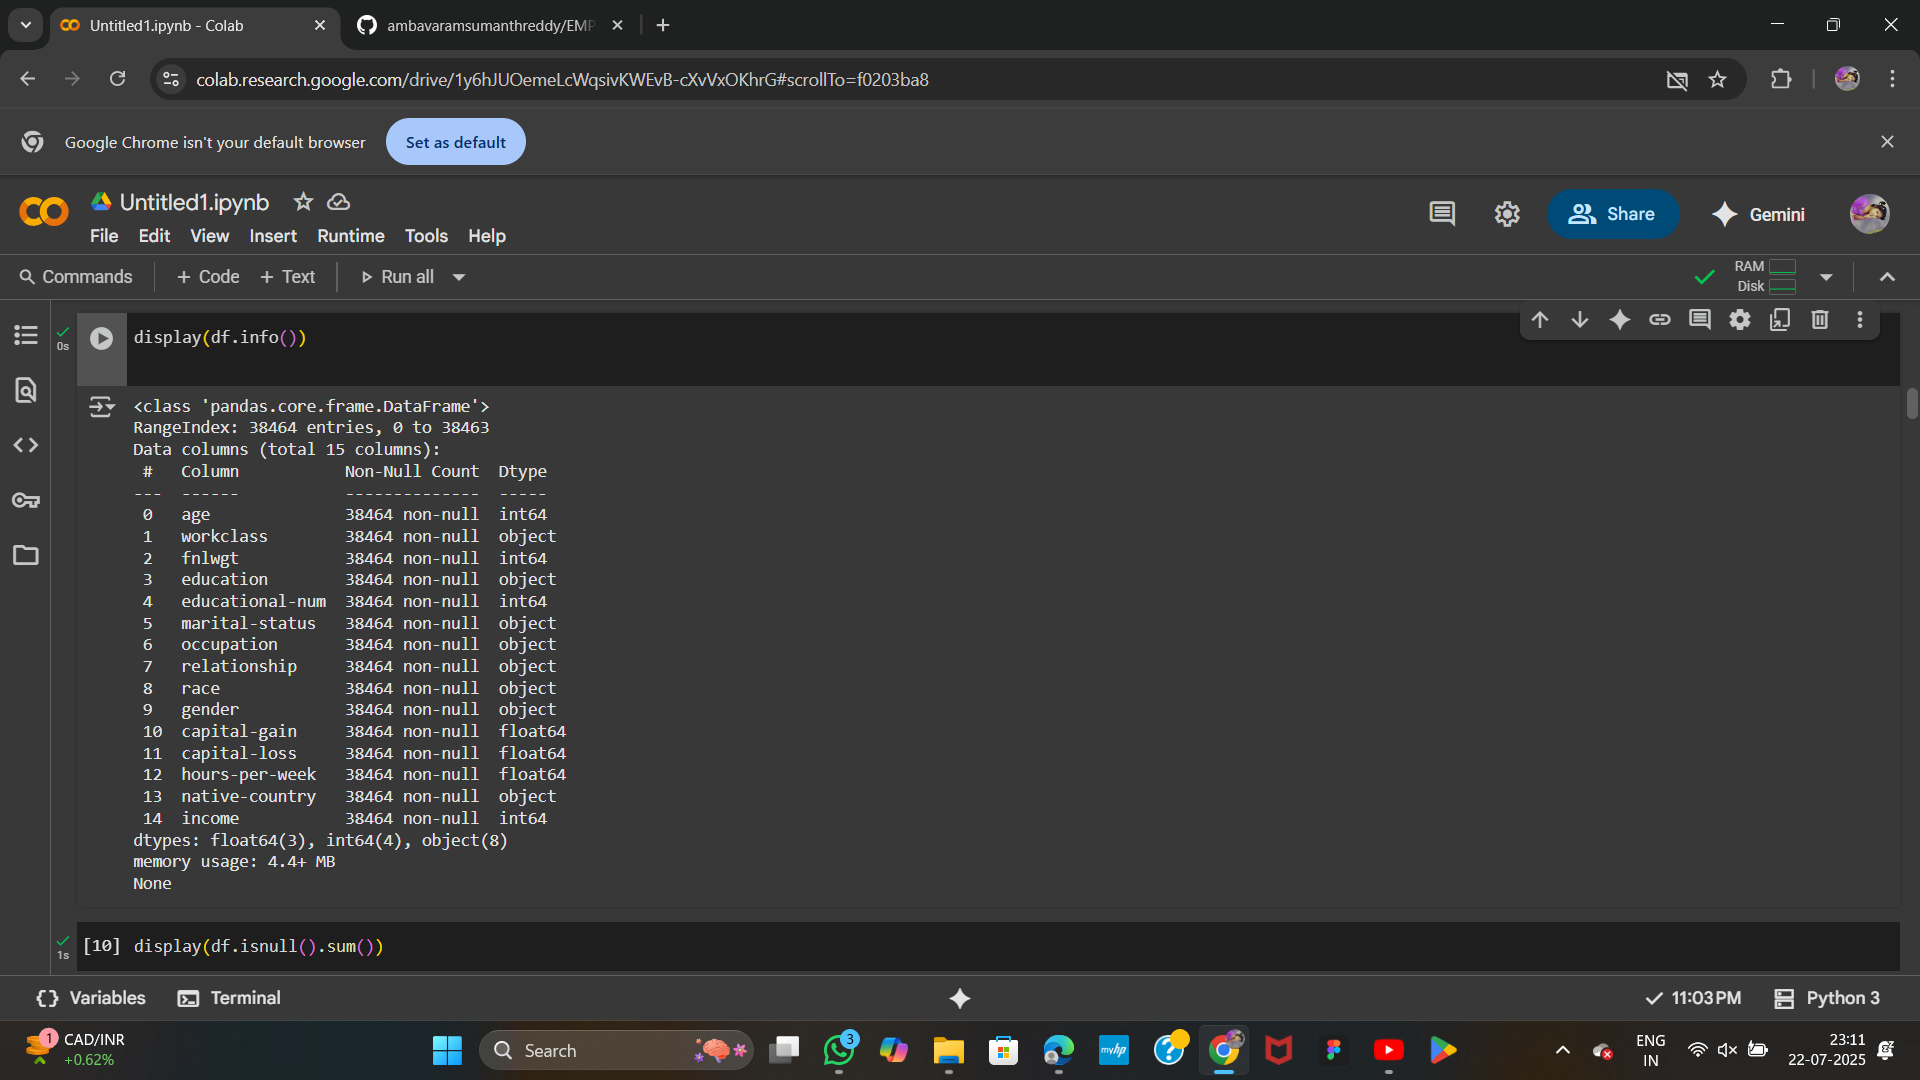 Untitled1.ipynb - Colab
ambavaramsumanthreddy/EMP
colab.research.google.com/drive/1y6hJUOemeLcWqsivKWEvB-cXvVxOKhrG#scrollTo=f0203ba8
Google Chrome isn't your default browser
Set as default
Untitled1.ipynb
File Edit View Insert Runtime Tools Help
Share
Gemini
Commands + Code + Text Run all
RAM
Disk
0s
display(df.info())
<class 'pandas.core.frame.DataFrame'>
RangeIndex: 38464 entries, 0 to 38463
Data columns (total 15 columns):
# Column Non-Null Count Dtype
--- ------ -------------- -----
0 age 38464 non-null int64
1 workclass 38464 non-null object
2 fnlwgt 38464 non-null int64
3 education 38464 non-null object
4 educational-num 38464 non-null int64
5 marital-status 38464 non-null object
6 occupation 38464 non-null object
7 relationship 38464 non-null object
8 race 38464 non-null object
9 gender 38464 non-null object
10 capital-gain 38464 non-null float64
11 capital-loss 38464 non-null float64
12 hours-per-week 38464 non-null float64
13 native-country 38464 non-null object
14 income 38464 non-null int64
dtypes: float64(3), int64(4), object(8)
memory usage: 4.4+ MB
None
1s
[10] display(df.isnull().sum())
Variables Terminal
11:03 PM Python 3
1
CAD/INR
+0.62%
Search
3
myhp
ENG
IN
23:11
22-07-2025